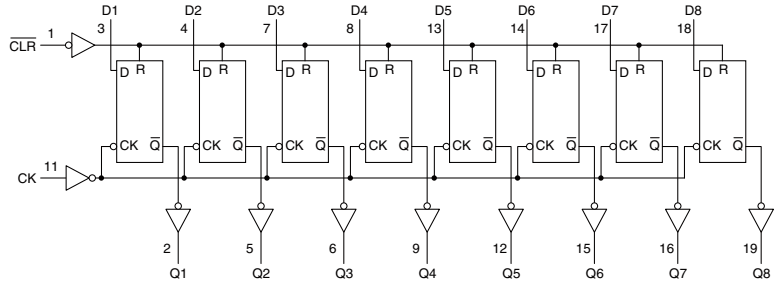 D1 D2 D3 D4 D5 D6 D7 D8
3 4 7 8 13 14 17 18
C̅L̅R̅ 1
D R D R D R D R D R D R D R D R
CK Q̅ CK Q̅ CK Q̅ CK Q̅ CK Q̅ CK Q̅ CK Q̅ CK Q̅
CK 11
2 5 6 9 12 15 16 19
Q1 Q2 Q3 Q4 Q5 Q6 Q7 Q8